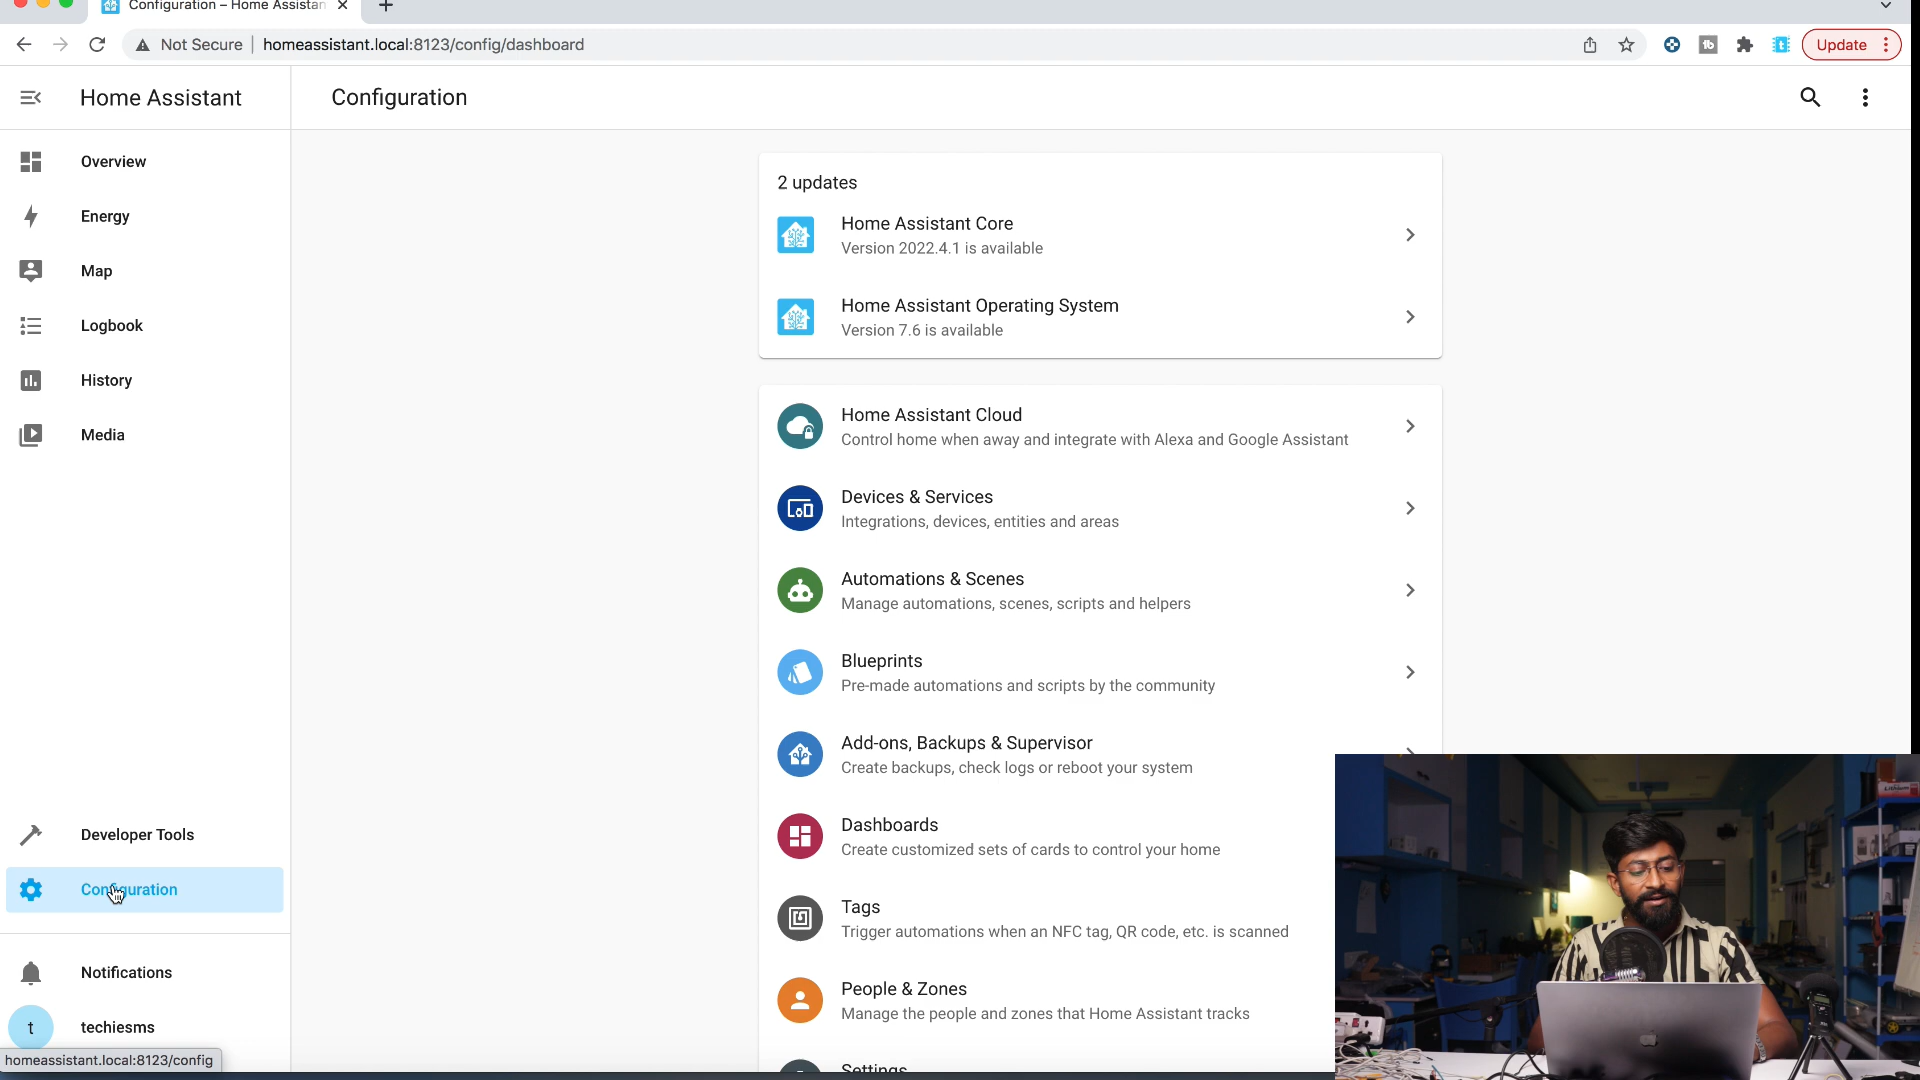 Configuration – Home Assistan
Not Secure | homeassistant.local:8123/config/dashboard
Update
Home Assistant
Configuration
Overview
Energy
Map
Logbook
History
Media
Developer Tools
Configuration
Notifications
t techiesms
homeassistant.local:8123/config
2 updates
Home Assistant Core
Version 2022.4.1 is available
Home Assistant Operating System
Version 7.6 is available
Home Assistant Cloud
Control home when away and integrate with Alexa and Google Assistant
Devices & Services
Integrations, devices, entities and areas
Automations & Scenes
Manage automations, scenes, scripts and helpers
Blueprints
Pre-made automations and scripts by the community
Add-ons, Backups & Supervisor
Create backups, check logs or reboot your system
Dashboards
Create customized sets of cards to control your home
Tags
Trigger automations when an NFC tag, QR code, etc. is scanned
People & Zones
Manage the people and zones that Home Assistant tracks
Settings